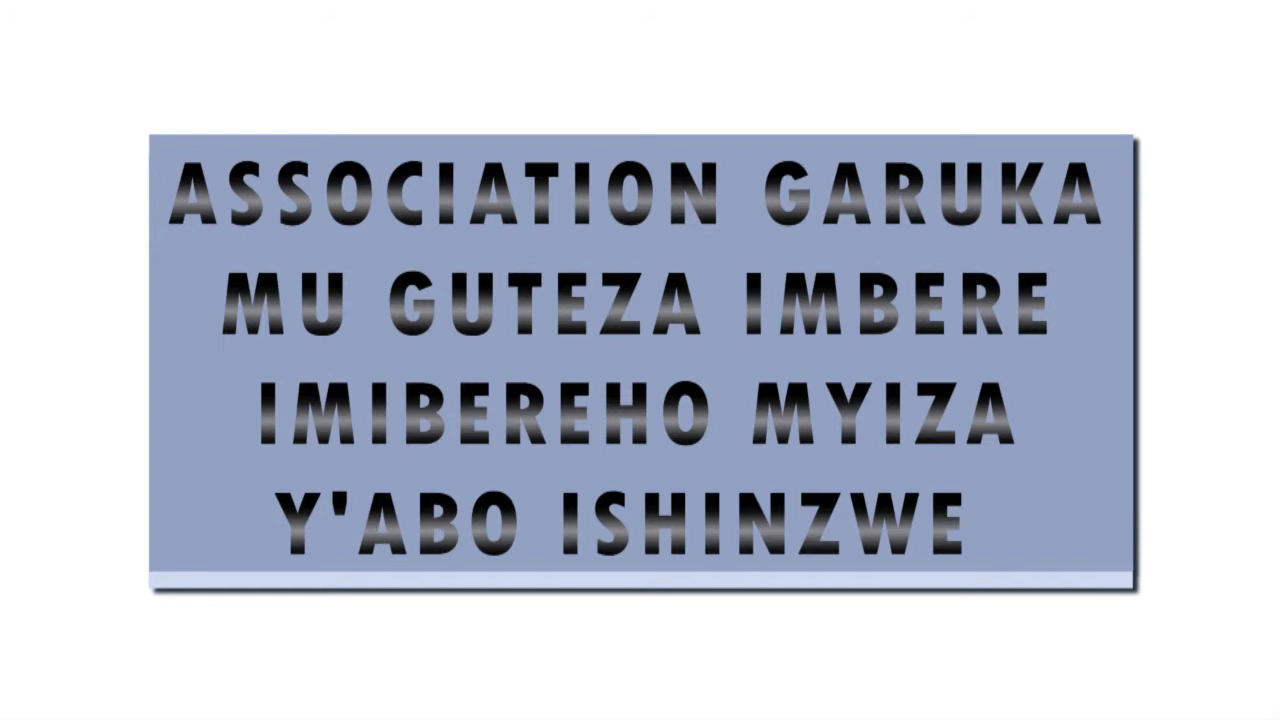 ASSOCIATION GARUKA
MU GUTEZA IMBERE
IMIBEREHO MYIZA
Y'ABO ISHINZWE